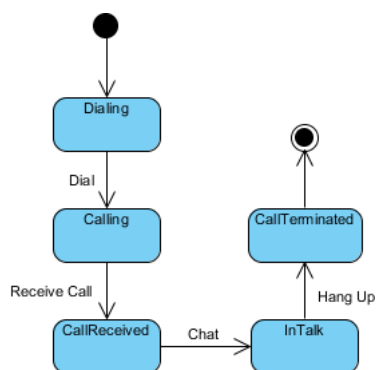 Dialing
Dial
Calling
CallTerminated
Receive Call
Hang Up
CallReceived
Chat
InTalk